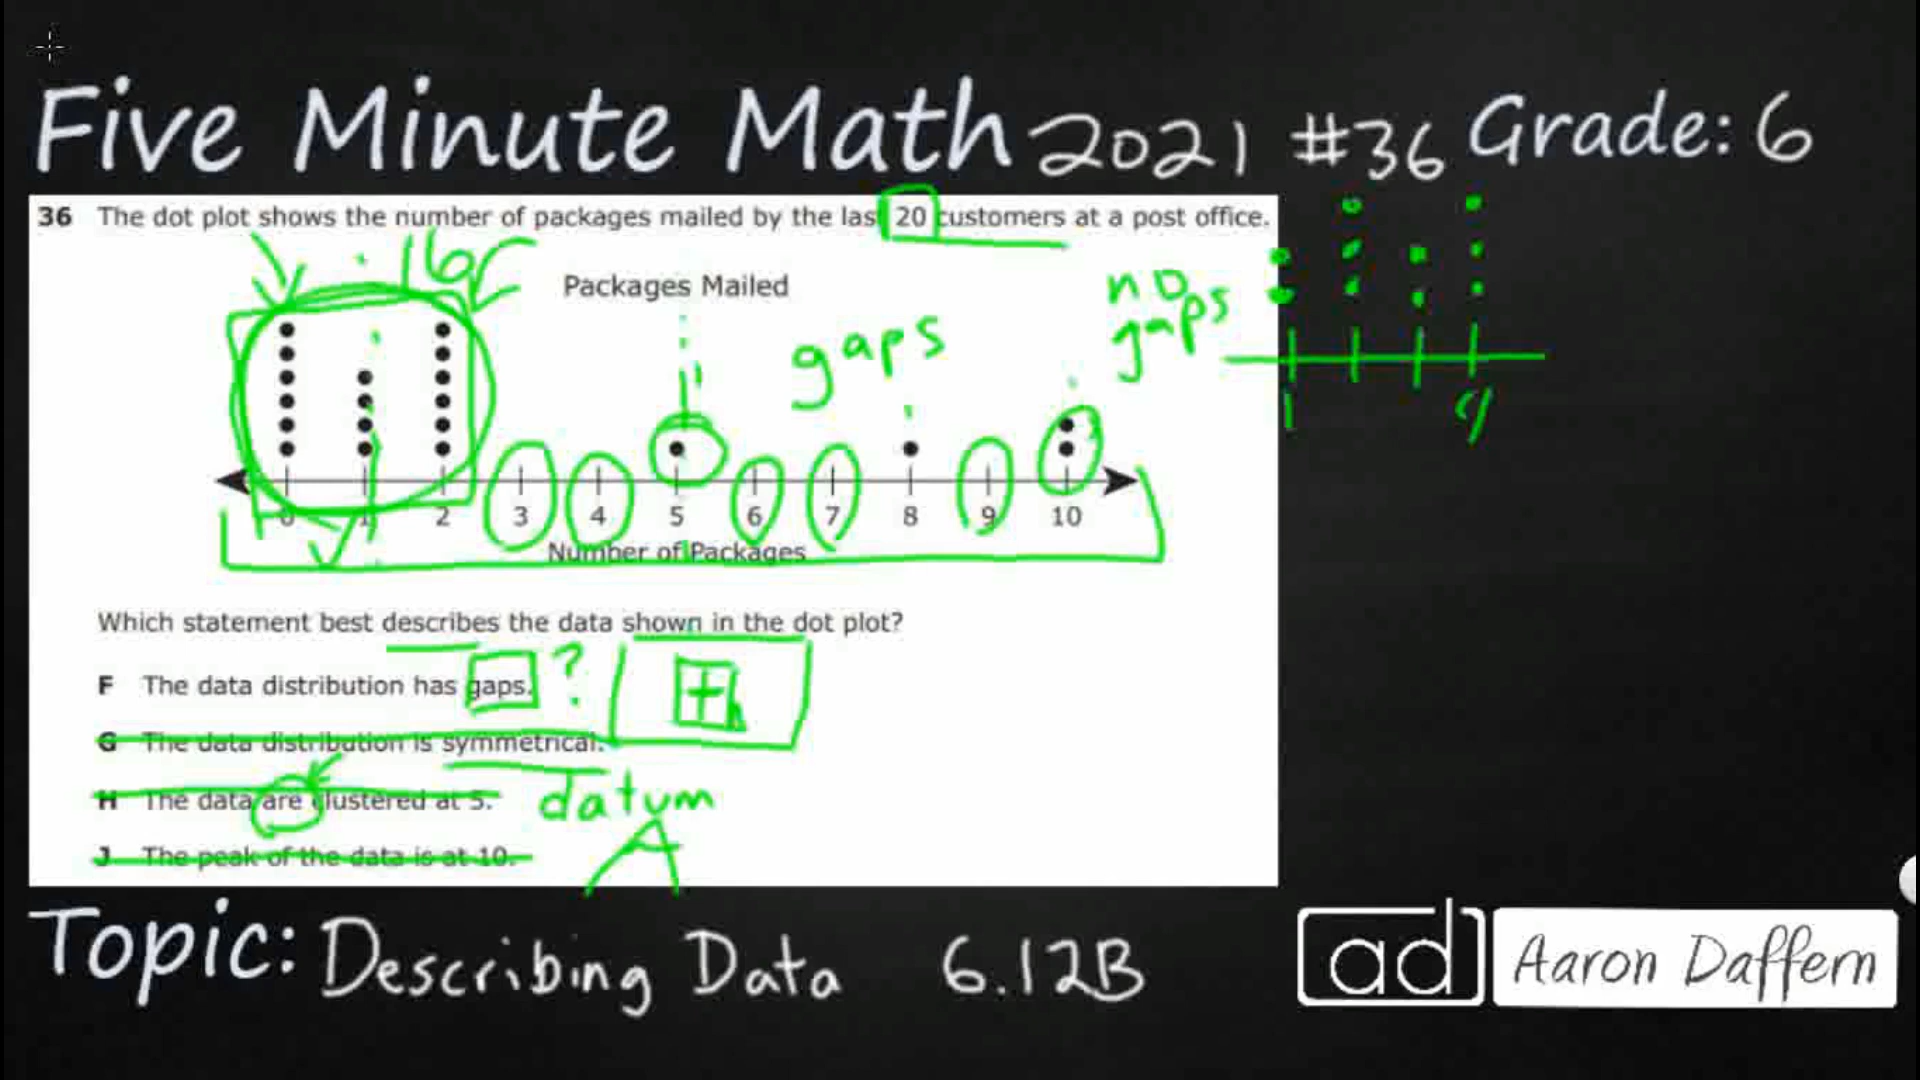 Five Minute Math 2021 #36 Grade: 6
36 The dot plot shows the number of packages mailed by the last 20 customers at a post office.
16
Packages Mailed
no
gaps
gaps
0 1 2 3 4 5 6 7 8 9 10
1 4
Number of Packages
Which statement best describes the data shown in the dot plot?
F The data distribution has gaps. ?
G The data distribution is symmetrical.
H The data are clustered at 5. datum
J The peak of the data is at 10. A
Topic: Describing Data 6.12B
ad Aaron Daffern